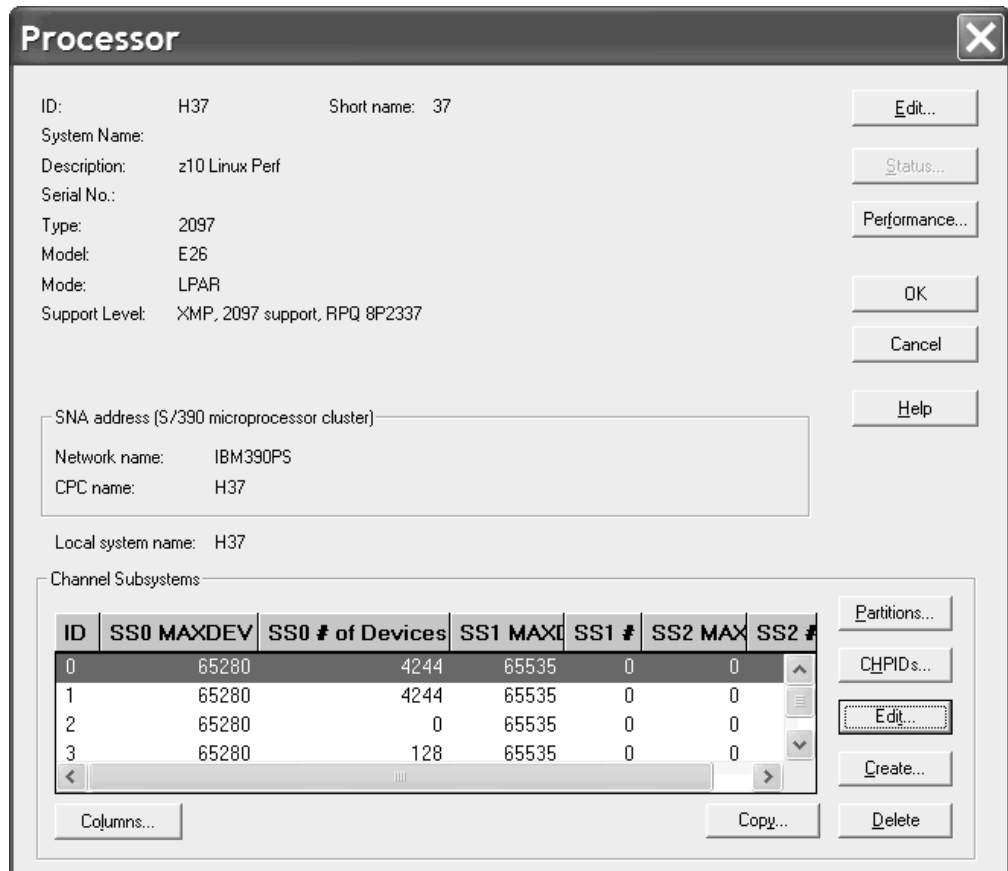 Processor
ID: H37 Short name: 37
Edit...
System Name:
Description: z10 Linux Perf
Status...
Serial No.:
Type: 2097
Performance...
Model: E26
Mode: LPAR
OK
Support Level: XMP, 2097 support, RPQ 8P2337
Cancel
Help
SNA address (S/390 microprocessor cluster)
Network name: IBM390PS
CPC name: H37
Local system name: H37
Channel Subsystems
Partitions...
ID SS0 MAXDEV SS0 # of Devices SS1 MAXD SS1 # SS2 MAX SS2 #
0 65280 4244 65535 0 0
CHPIDs...
1 65280 4244 65535 0 0
2 65280 0 65535 0 0
Edit...
3 65280 128 65535 0 0
Create...
Columns...
Copy...
Delete